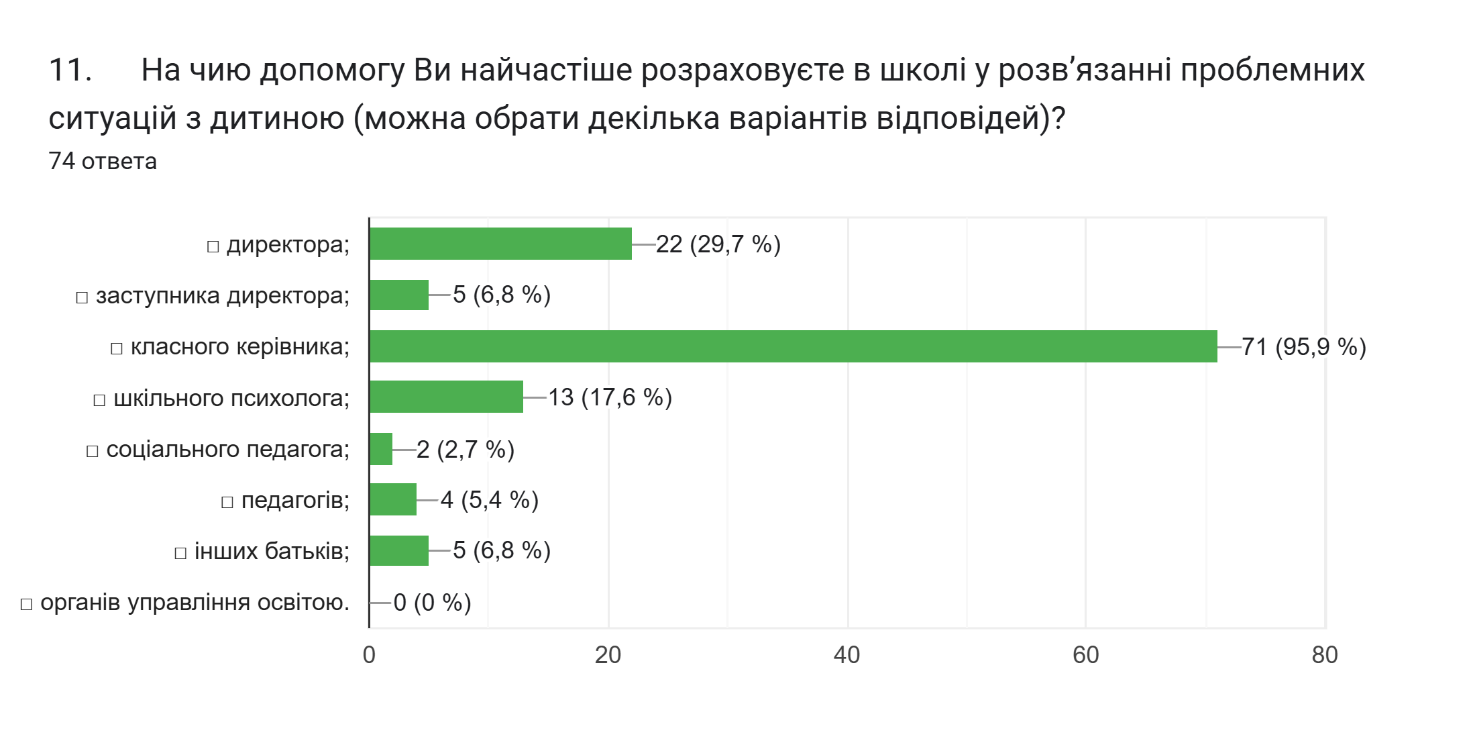 11. На чию допомогу Ви найчастіше розраховуєте в школі у розв’язанні проблемних
ситуацій з дитиною (можна обрати декілька варіантів відповідей)?
74 ответа
□ директора; 22 (29,7 %)
□ заступника директора; 5 (6,8 %)
□ класного керівника; 71 (95,9 %)
□ шкільного психолога; 13 (17,6 %)
□ соціального педагога; 2 (2,7 %)
□ педагогів; 4 (5,4 %)
□ інших батьків; 5 (6,8 %)
□ органів управління освітою. 0 (0 %)
0 20 40 60 80